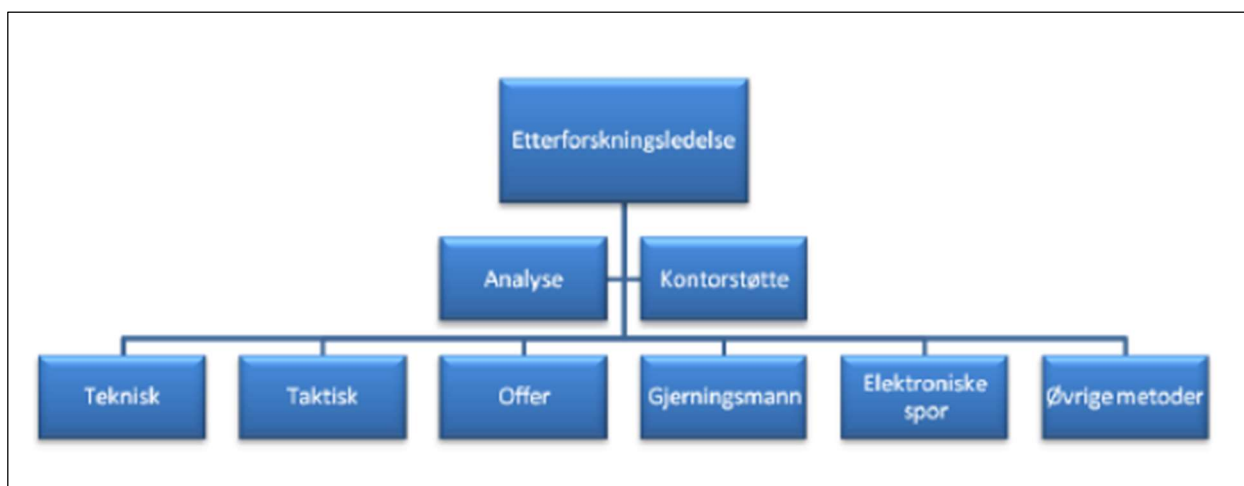 Etterforskningsledelse
Analyse
Kontorstøtte
Teknisk
Taktisk
Offer
Gjerningsmann
Elektroniske
spor
Øvrige metoder